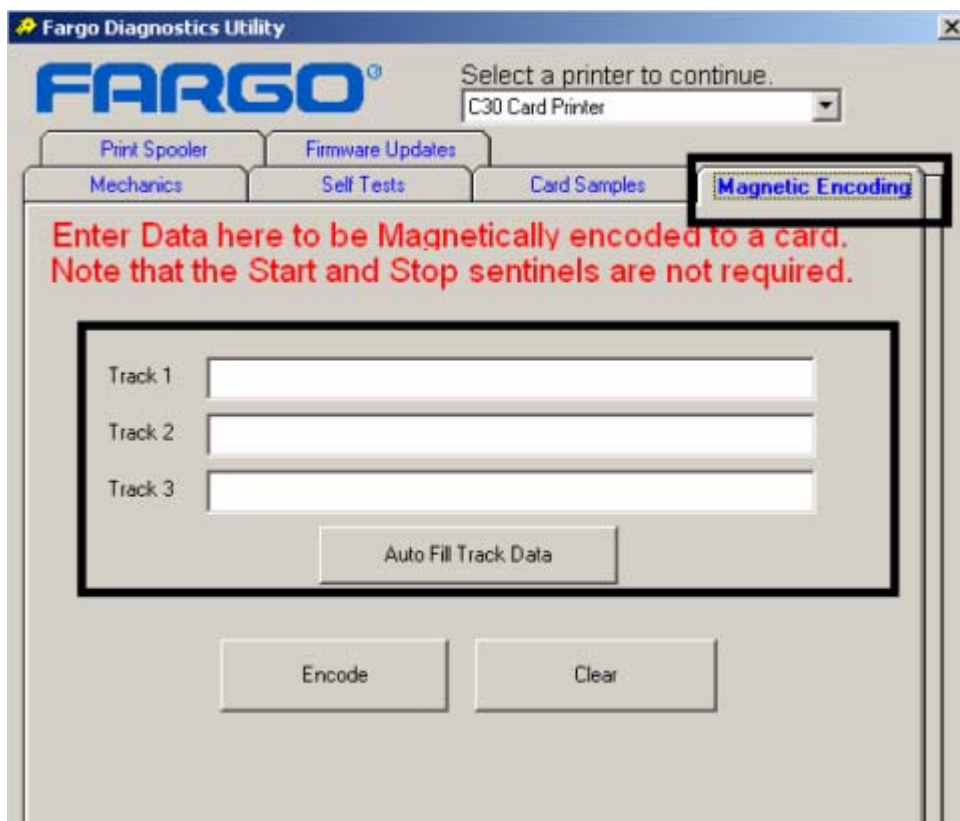 Fargo Diagnostics Utility
FARGO®
Select a printer to continue.
C30 Card Printer
Print Spooler
Firmware Updates
Mechanics
Self Tests
Card Samples
Magnetic Encoding
Enter Data here to be Magnetically encoded to a card.
Note that the Start and Stop sentinels are not required.
Track 1
Track 2
Track 3
Auto Fill Track Data
Encode
Clear